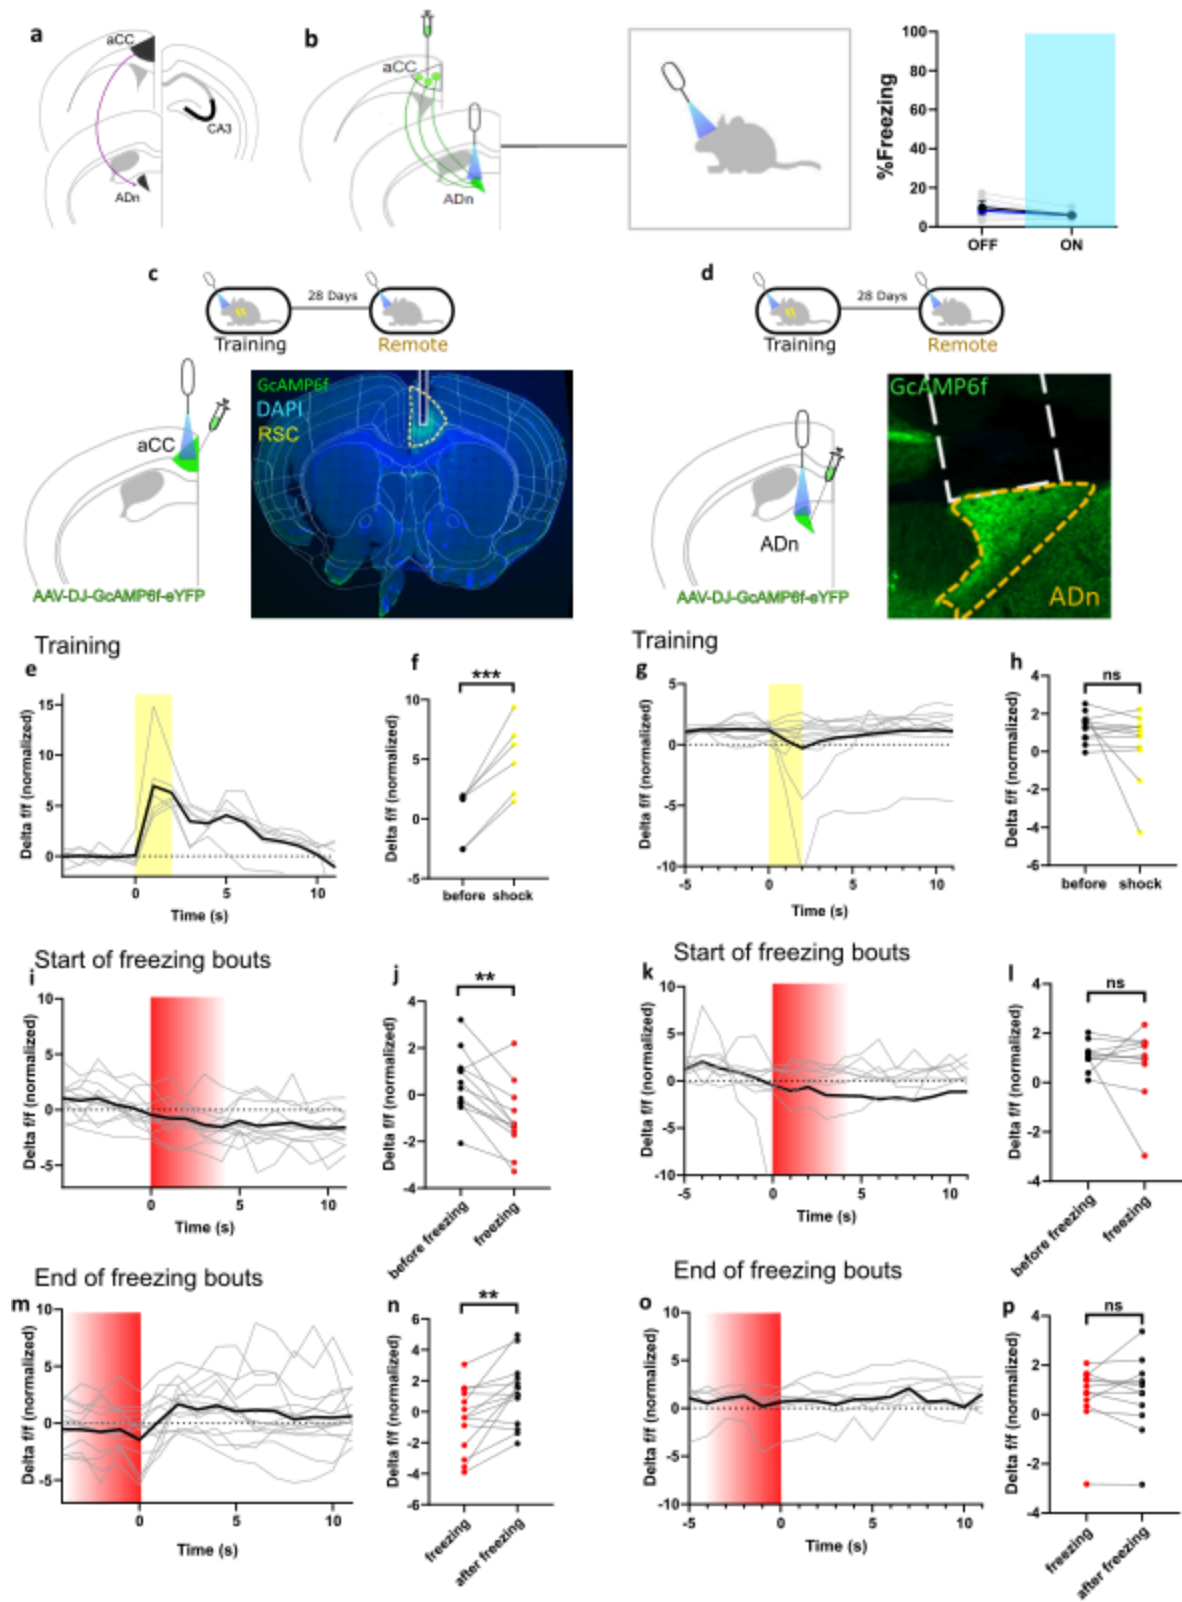 a
aCC
CA3
ADn
b
aCC
ADn
%Freezing
100
80
60
40
20
0
OFF
ON
c
28 Days
Training
Remote
aCC
AAV-DJ-GcAMP6f-eYFP
GcAMP6f
DAPI
RSC
d
28 Days
Training
Remote
ADn
AAV-DJ-GcAMP6f-eYFP
GcAMP6f
ADn
Training
e
Delta f/f (normalized)
15
10
5
0
0
5
10
Time (s)
f
***
Delta f/f (normalized)
10
5
0
-5
before shock
Training
g
Delta f/f (normalized)
5
0
-5
-10
-5
0
5
10
Time (s)
h
ns
Delta f/f (normalized)
4
2
0
-2
-4
-6
before shock
Start of freezing bouts
i
Delta f/f (normalized)
10
5
0
-5
0
5
10
Time (s)
j
**
Delta f/f (normalized)
4
2
0
-2
-4
before freezing
freezing
Start of freezing bouts
k
Delta f/f (normalized)
10
5
0
-5
-10
-5
0
5
10
Time (s)
l
ns
Delta f/f (normalized)
4
2
0
-2
-4
before freezing
freezing
End of freezing bouts
m
Delta f/f (normalized)
10
5
0
-5
0
5
10
Time (s)
n
**
Delta f/f (normalized)
6
4
2
0
-2
-4
-6
freezing
after freezing
End of freezing bouts
o
Delta f/f (normalized)
10
5
0
-5
-10
-5
0
5
10
Time (s)
p
ns
Delta f/f (normalized)
4
2
0
-2
-4
freezing
after freezing